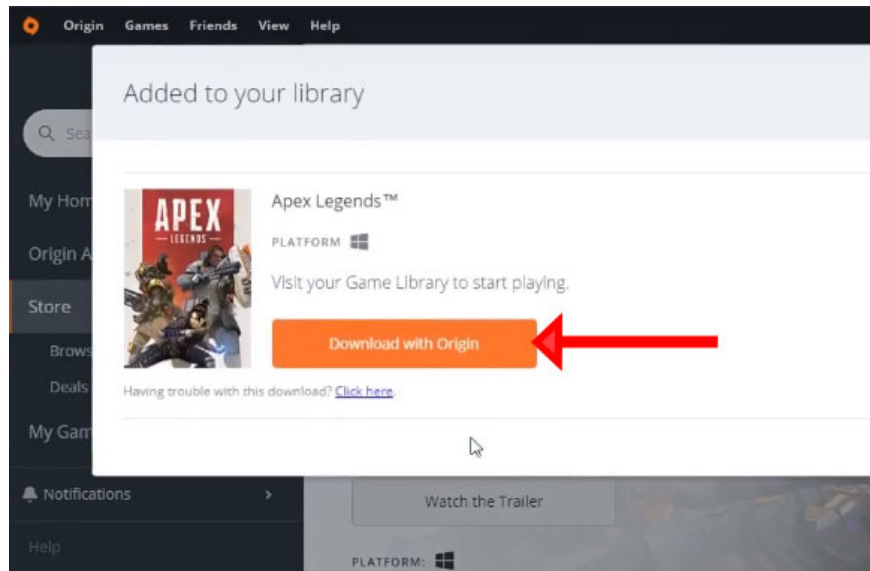 Origin Games Friends View Help
Added to your library
Sea
My Hom
Origin A
Store
Brows
Deals
My Gam
Notifications
Help
APEX
LEGENDS
Apex Legends™
PLATFORM
Visit your Game Library to start playing.
Download with Origin
Having trouble with this download? Click here.
Watch the Trailer
PLATFORM: